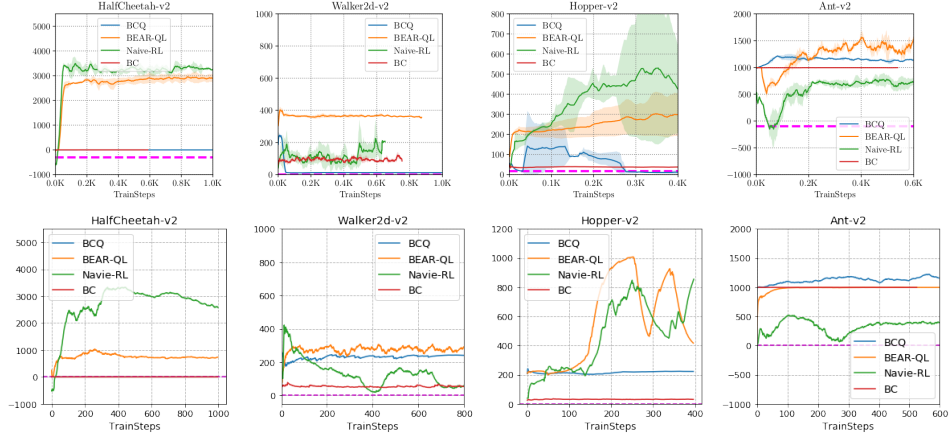 HalfCheetah-v2
5000
4000
3000
2000
1000
0
−1000
0.0K 0.2K 0.4K 0.6K 0.8K 1.0K
TrainSteps
BCQ
BEAR-QL
Naive-RL
BC
Walker2d-v2
1000
800
600
400
200
0.0K 0.2K 0.4K 0.6K 0.8K 1.0K
TrainSteps
BCQ
BEAR-QL
Naive-RL
BC
Hopper-v2
800
700
600
500
400
300
200
100
0
0.0K 0.1K 0.2K 0.3K 0.4K
TrainSteps
BCQ
BEAR-QL
Naive-RL
BC
Ant-v2
2000
1500
1000
500
0
−500
−1000
0.0K 0.2K 0.4K 0.6K
TrainSteps
BCQ
BEAR-QL
Naive-RL
BC
HalfCheetah-v2
5000
4000
3000
2000
1000
0
−1000
0 200 400 600 800 1000
TrainSteps
BCQ
BEAR-QL
Navie-RL
BC
Walker2d-v2
1000
800
600
400
200
0
0 200 400 600 800
TrainSteps
BCQ
BEAR-QL
Navie-RL
BC
Hopper-v2
1200
1000
800
600
400
200
0
0 100 200 300 400
TrainSteps
BCQ
BEAR-QL
Navie-RL
BC
Ant-v2
2000
1500
1000
500
0
−500
−1000
0 100 200 300 400 500 600
TrainSteps
BCQ
BEAR-QL
Navie-RL
BC